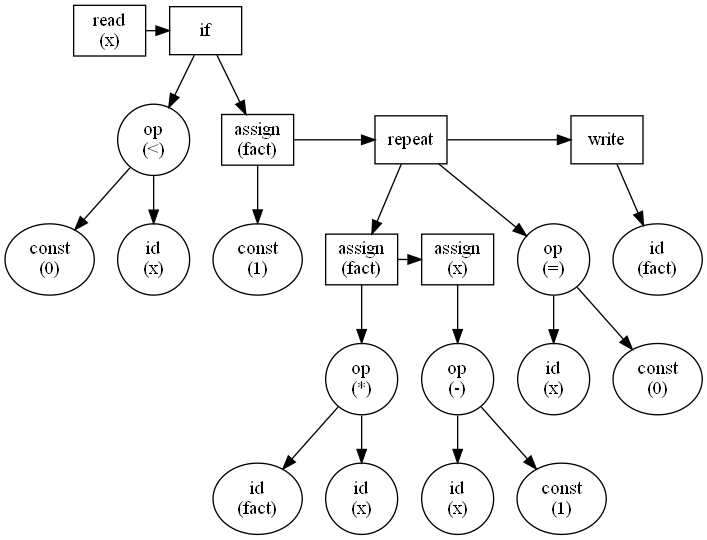 read
(x)
if
op
(<)
assign
(fact)
repeat
write
const
(0)
id
(x)
const
(1)
assign
(fact)
assign
(x)
op
(=)
id
(fact)
op
(*)
op
(-)
id
(x)
const
(0)
id
(fact)
id
(x)
id
(x)
const
(1)